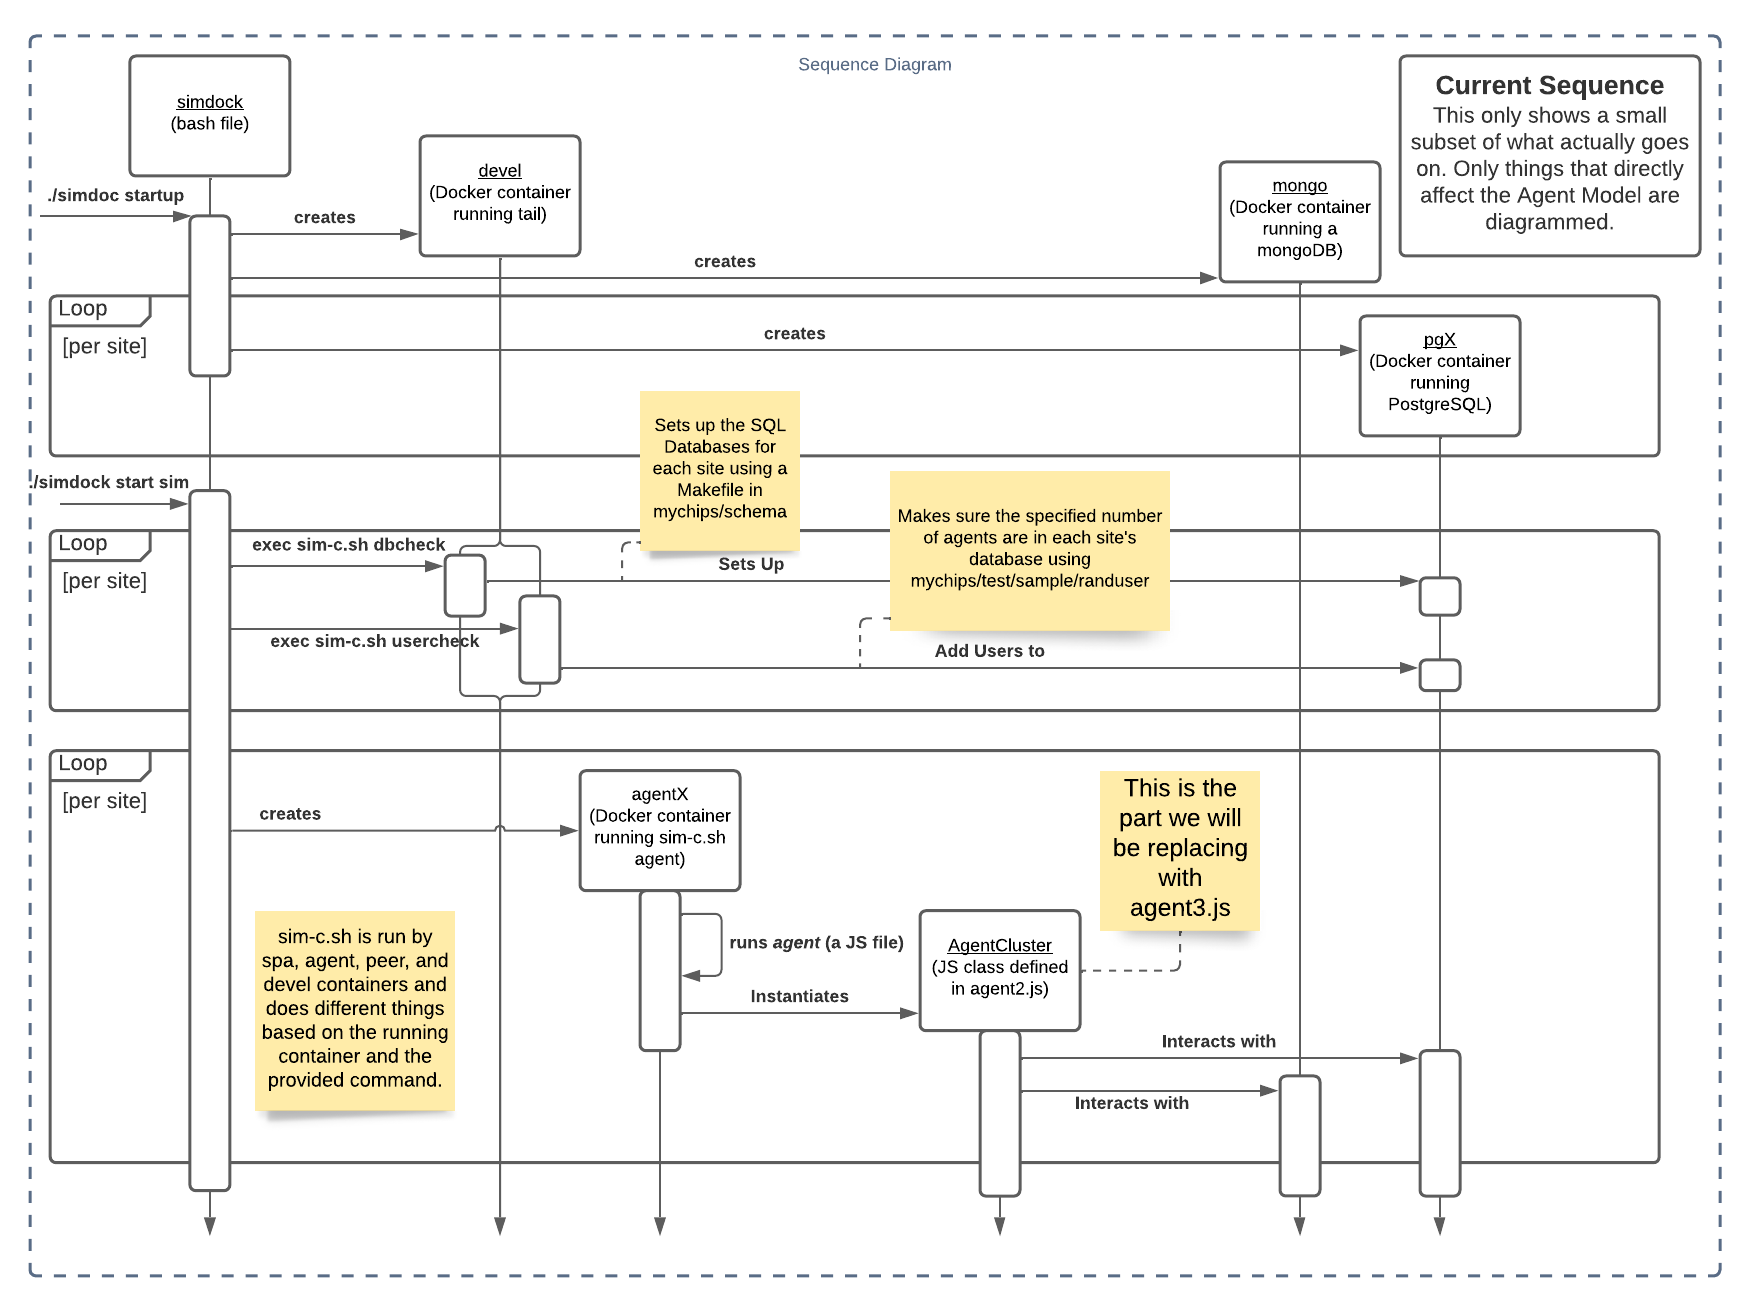 Sequence Diagram
simdock
(bash file)
Current Sequence
This only shows a small
subset of what actually goes
on. Only things that directly
affect the Agent Model are
diagrammed.
devel
(Docker container
running tail)
mongo
(Docker container
running a
mongoDB)
./simdoc startup
creates
creates
Loop
[per site]
creates
pgX
(Docker container
running
PostgreSQL)
Sets up the SQL
Databases for
each site using a
Makefile in
mychips/schema
./simdock start sim
Makes sure the specified number
of agents are in each site's
database using
mychips/test/sample/randuser
Loop
[per site]
exec sim-c.sh dbcheck
Sets Up
exec sim-c.sh usercheck
Add Users to
Loop
[per site]
creates
agentX
(Docker container
running sim-c.sh
agent)
This is the
part we will
be replacing
with
agent3.js
sim-c.sh is run by
spa, agent, peer, and
devel containers and
does different things
based on the running
container and the
provided command.
runs agent (a JS file)
AgentCluster
(JS class defined
in agent2.js)
Instantiates
Interacts with
Interacts with